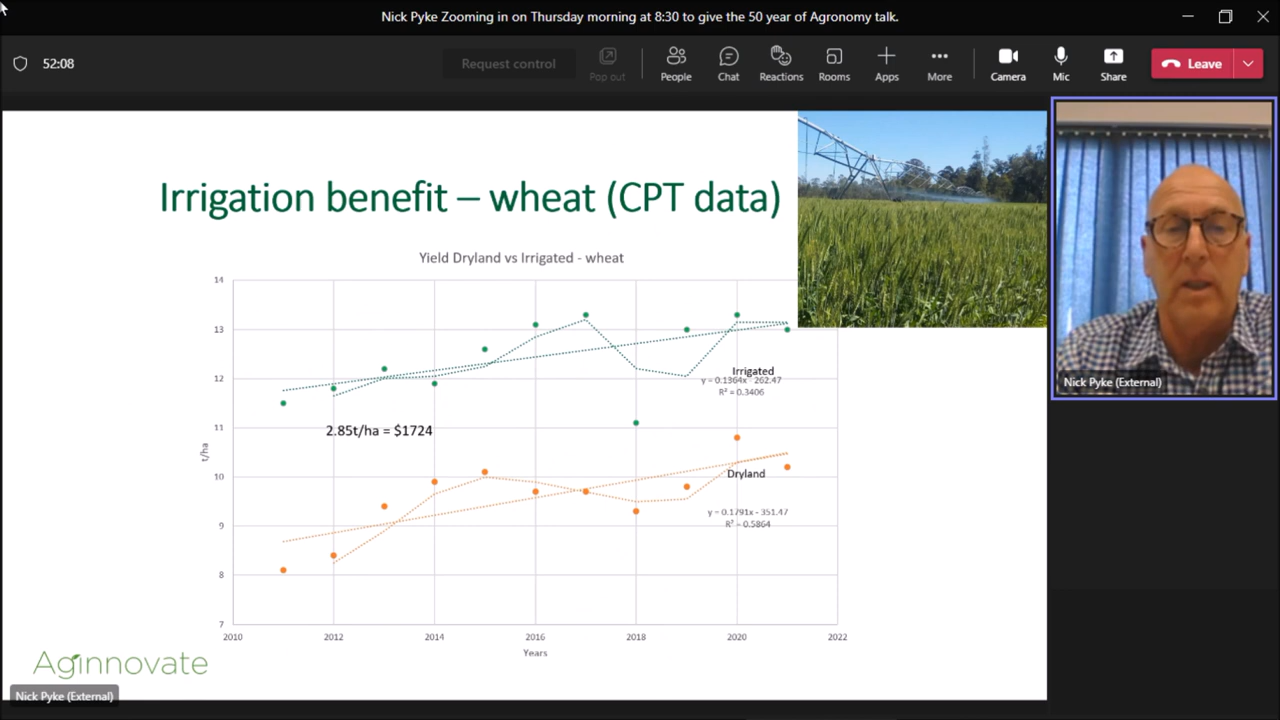 Nick Pyke Zooming in on Thursday morning at 8:30 to give the 50 year of Agronomy talk.
52:08
Request control
Pop out
People
Chat
Reactions
Rooms
Apps
More
Camera
Mic
Share
Leave
Irrigation benefit – wheat (CPT data)
Yield Dryland vs Irrigated - wheat
14
13
12
11
10
9
8
7
t/ha
Irrigated
y = 0.1364x - 262.47
R² = 0.3406
2.85t/ha = $1724
Dryland
y = 0.1791x - 351.47
R² = 0.5864
2010
2012
2014
2016
2018
2020
2022
Years
Aginnovate
Nick Pyke (External)
Nick Pyke (External)